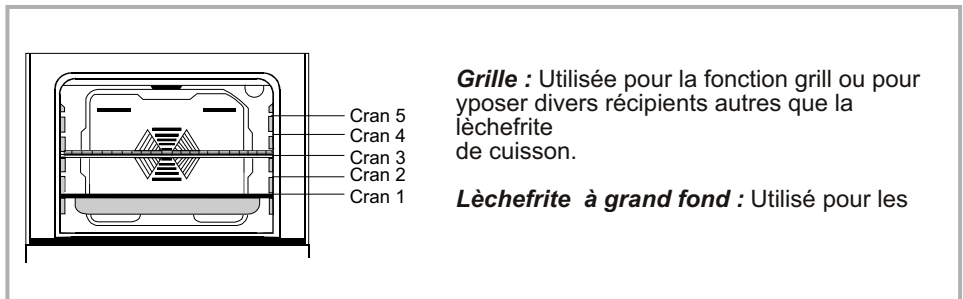 Cran 5
Cran 4
Cran 3
Cran 2
Cran 1
Grille : Utilisée pour la fonction grill ou pour
yposer divers récipients autres que la
lèchefrite
de cuisson.
Lèchefrite à grand fond : Utilisé pour les